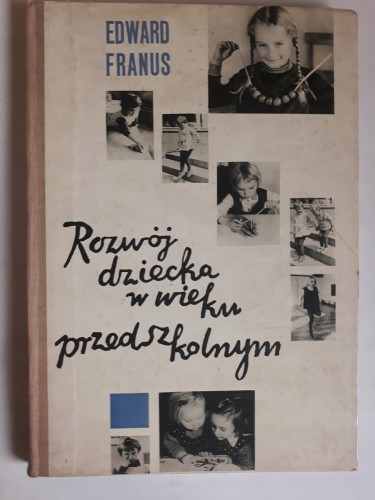 EDWARD
FRANUS
Rozwój
dziecka
w wieku
przedszkolnym